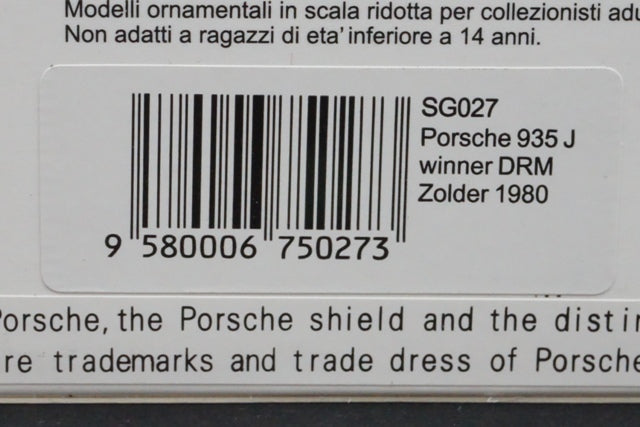 Modelli ornamentali in scala ridotta per collezionisti
Non adatti a ragazzi di eta' inferiore a 14 anni.
SG027
Porsche 935 J
winner DRM
Zolder 1980
9 580006 750273
Porsche, the Porsche shield and the
trademarks and trade dress of Porsche